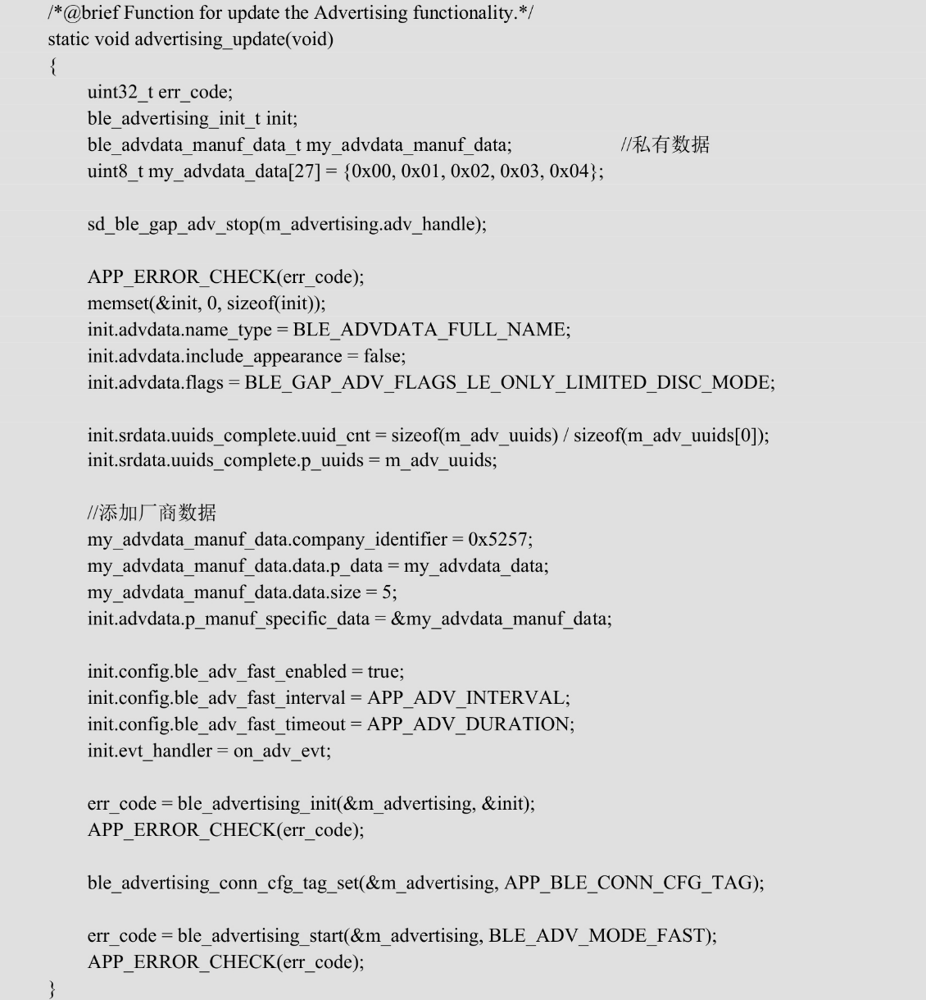 /*@brief Function for update the Advertising functionality.*/
static void advertising_update(void)
{
uint32_t err_code;
ble_advertising_init_t init;
ble_advdata_manuf_data_t my_advdata_manuf_data; //私有数据
uint8_t my_advdata_data[27] = {0x00, 0x01, 0x02, 0x03, 0x04};
sd_ble_gap_adv_stop(m_advertising.adv_handle);
APP_ERROR_CHECK(err_code);
memset(&init, 0, sizeof(init));
init.advdata.name_type = BLE_ADVDATA_FULL_NAME;
init.advdata.include_appearance = false;
init.advdata.flags = BLE_GAP_ADV_FLAGS_LE_ONLY_LIMITED_DISC_MODE;
init.srdata.uuids_complete.uuid_cnt = sizeof(m_adv_uuids) / sizeof(m_adv_uuids[0]);
init.srdata.uuids_complete.p_uuids = m_adv_uuids;
//添加厂商数据
my_advdata_manuf_data.company_identifier = 0x5257;
my_advdata_manuf_data.data.p_data = my_advdata_data;
my_advdata_manuf_data.data.size = 5;
init.advdata.p_manuf_specific_data = &my_advdata_manuf_data;
init.config.ble_adv_fast_enabled = true;
init.config.ble_adv_fast_interval = APP_ADV_INTERVAL;
init.config.ble_adv_fast_timeout = APP_ADV_DURATION;
init.evt_handler = on_adv_evt;
err_code = ble_advertising_init(&m_advertising, &init);
APP_ERROR_CHECK(err_code);
ble_advertising_conn_cfg_tag_set(&m_advertising, APP_BLE_CONN_CFG_TAG);
err_code = ble_advertising_start(&m_advertising, BLE_ADV_MODE_FAST);
APP_ERROR_CHECK(err_code);
}